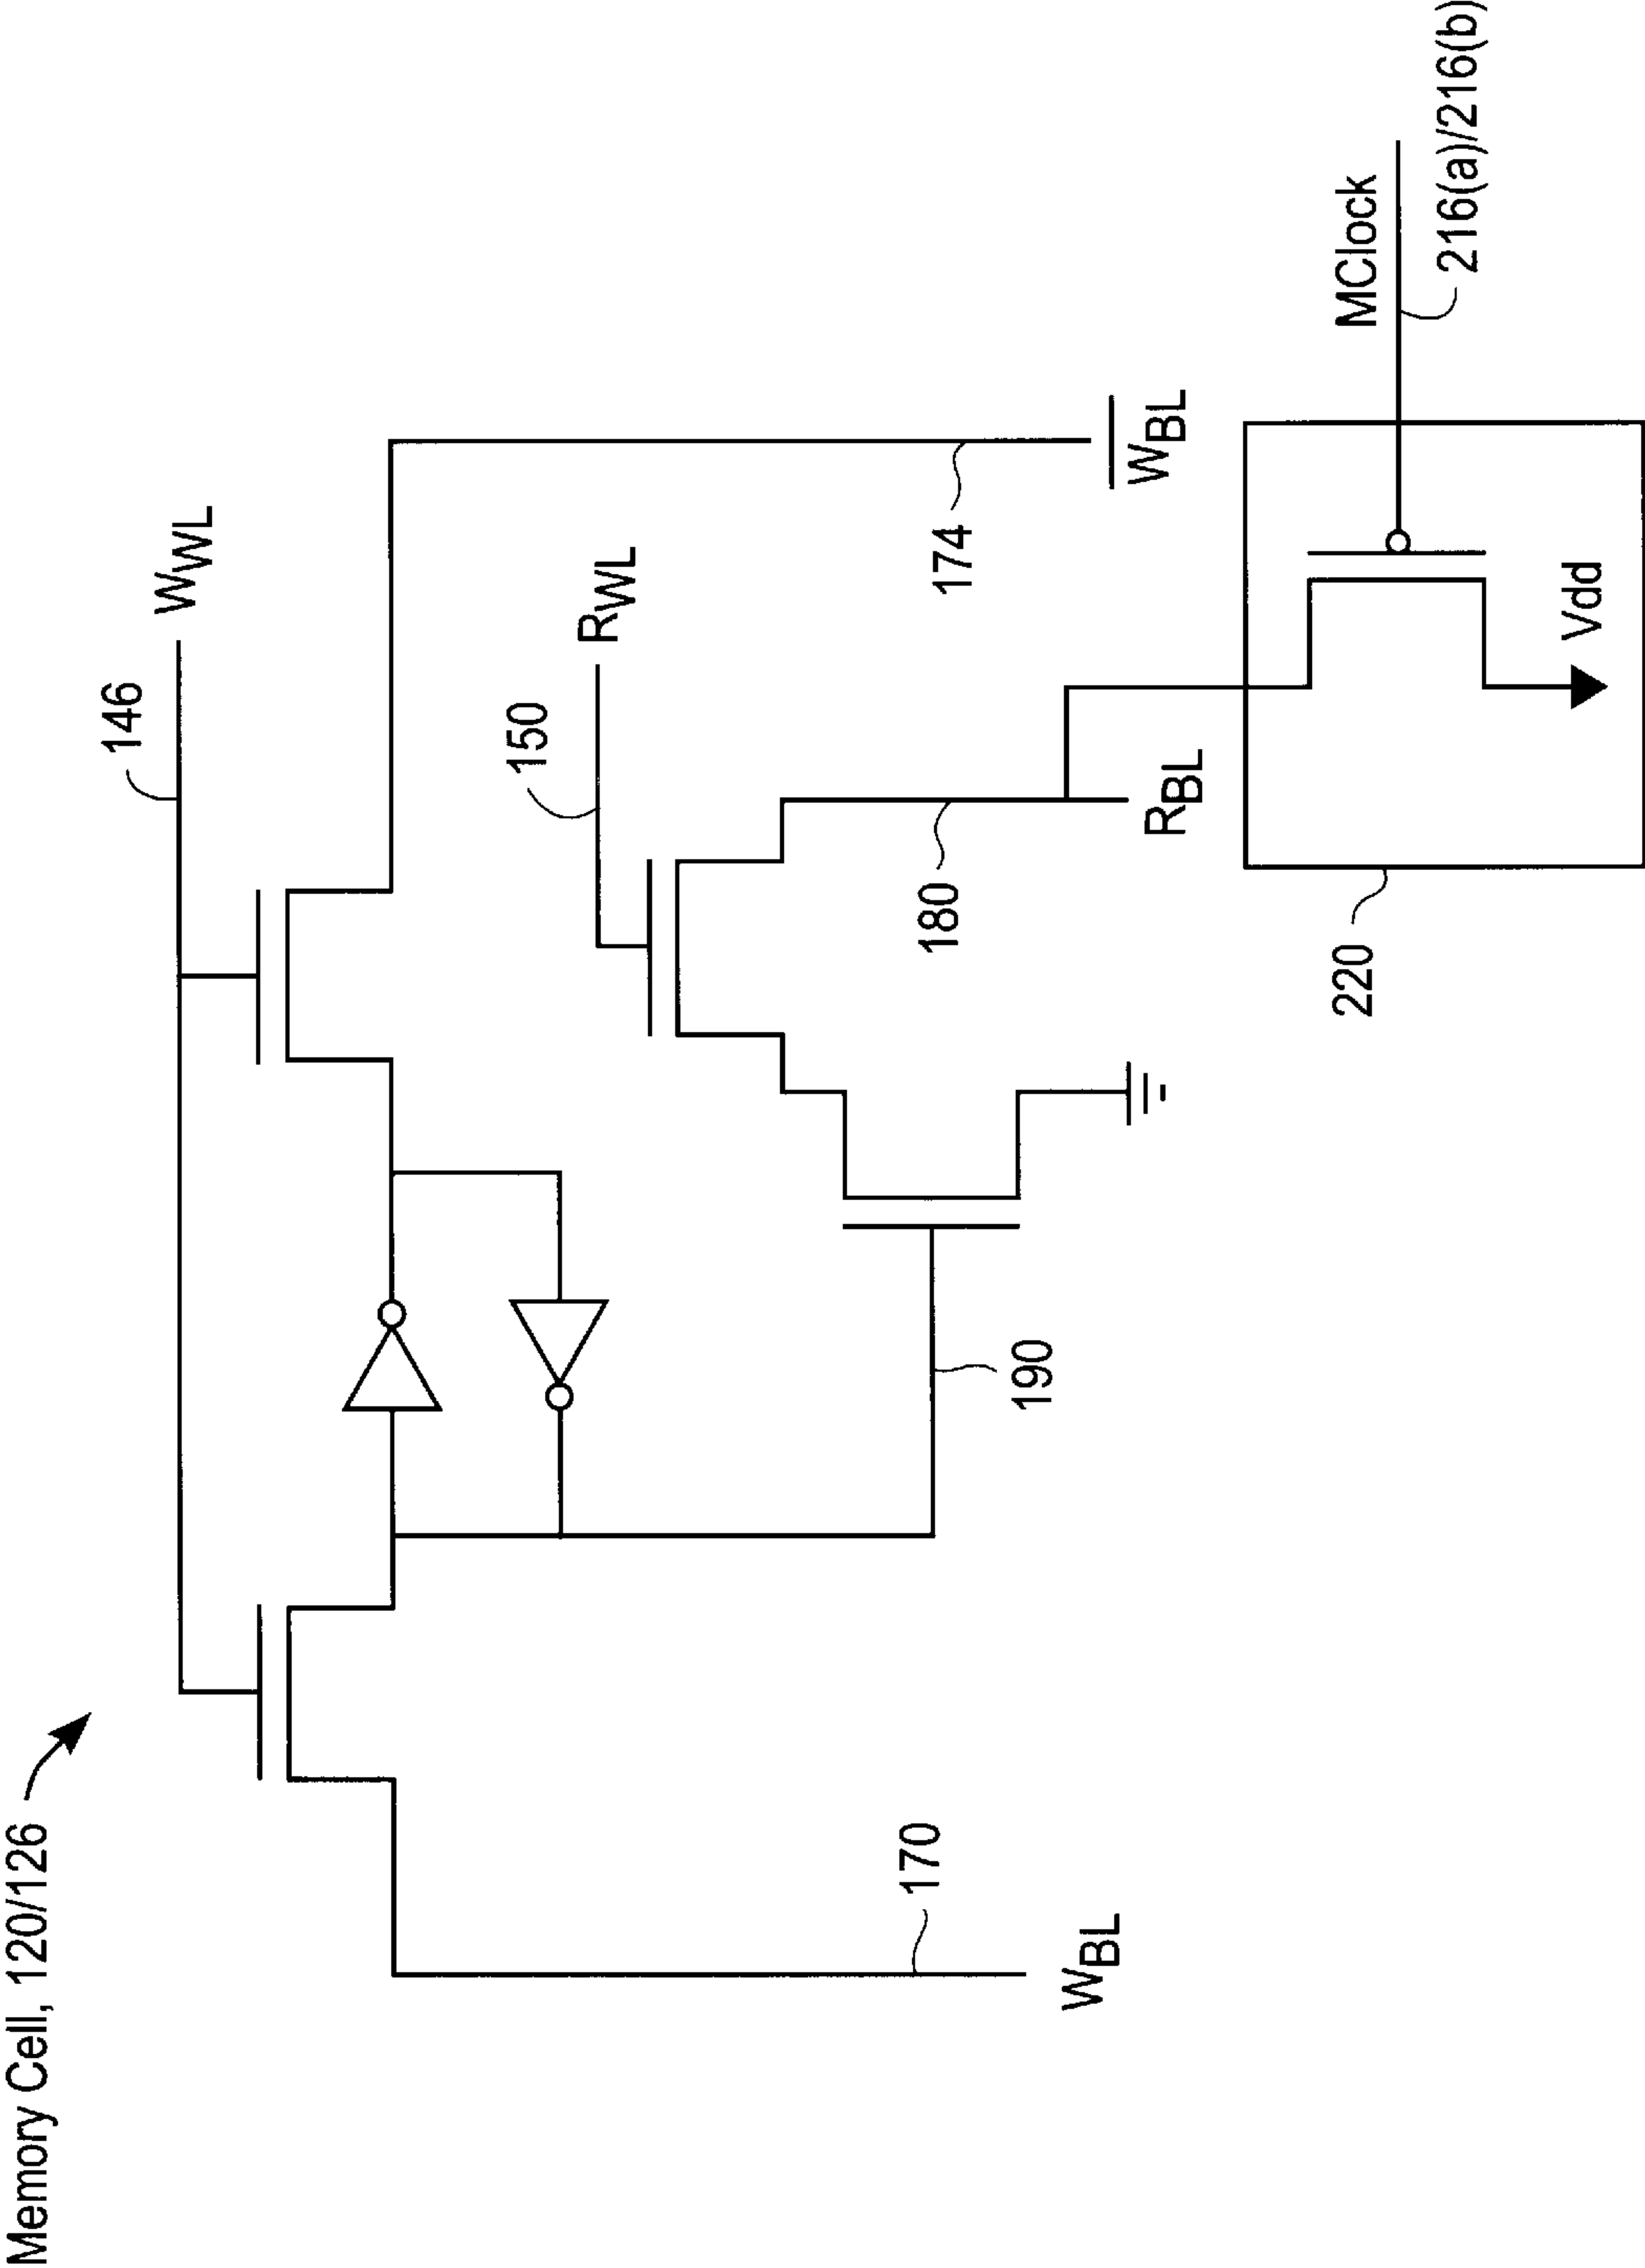 Memory Cell, 120/126
146
WWL
150
RWL
174
W̅B̅L̅
190
180
RBL
170
WBL
220
Vdd
MClock
216(a)/216(b)